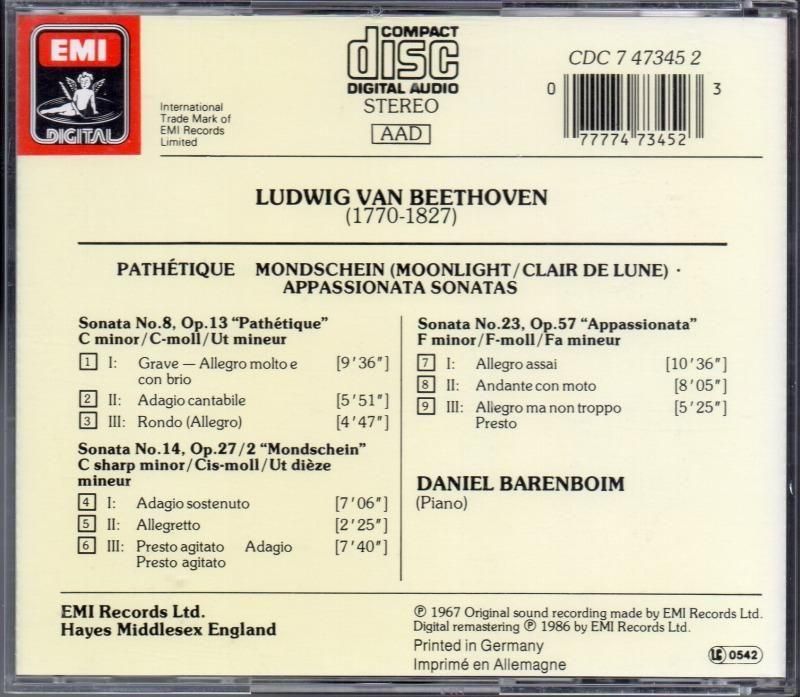 EMI
DIGITAL
International
Trade Mark of
EMI Records
Limited
COMPACT
disc
DIGITAL AUDIO
STEREO
AAD
CDC 7 47345 2
0 77774 73452 3
LUDWIG VAN BEETHOVEN
(1770-1827)
PATHÉTIQUE MONDSCHEIN (MOONLIGHT/CLAIR DE LUNE) ·
APPASSIONATA SONATAS
Sonata No.8, Op.13 "Pathétique"
C minor/C-moll/Ut mineur
1 I: Grave — Allegro molto e [9'36"]
con brio
2 II: Adagio cantabile [5'51"]
3 III: Rondo (Allegro) [4'47"]
Sonata No.14, Op.27/2 "Mondschein"
C sharp minor/Cis-moll/Ut dièze
mineur
4 I: Adagio sostenuto [7'06"]
5 II: Allegretto [2'25"]
6 III: Presto agitato Adagio [7'40"]
Presto agitato
Sonata No.23, Op.57 "Appassionata"
F minor/F-moll/Fa mineur
7 I: Allegro assai [10'36"]
8 II: Andante con moto [8'05"]
9 III: Allegro ma non troppo [5'25"]
Presto
DANIEL BARENBOIM
(Piano)
EMI Records Ltd.
Hayes Middlesex England
℗ 1967 Original sound recording made by EMI Records Ltd.
Digital remastering ℗ 1986 by EMI Records Ltd.
Printed in Germany
Imprimé en Allemagne
LC 0542